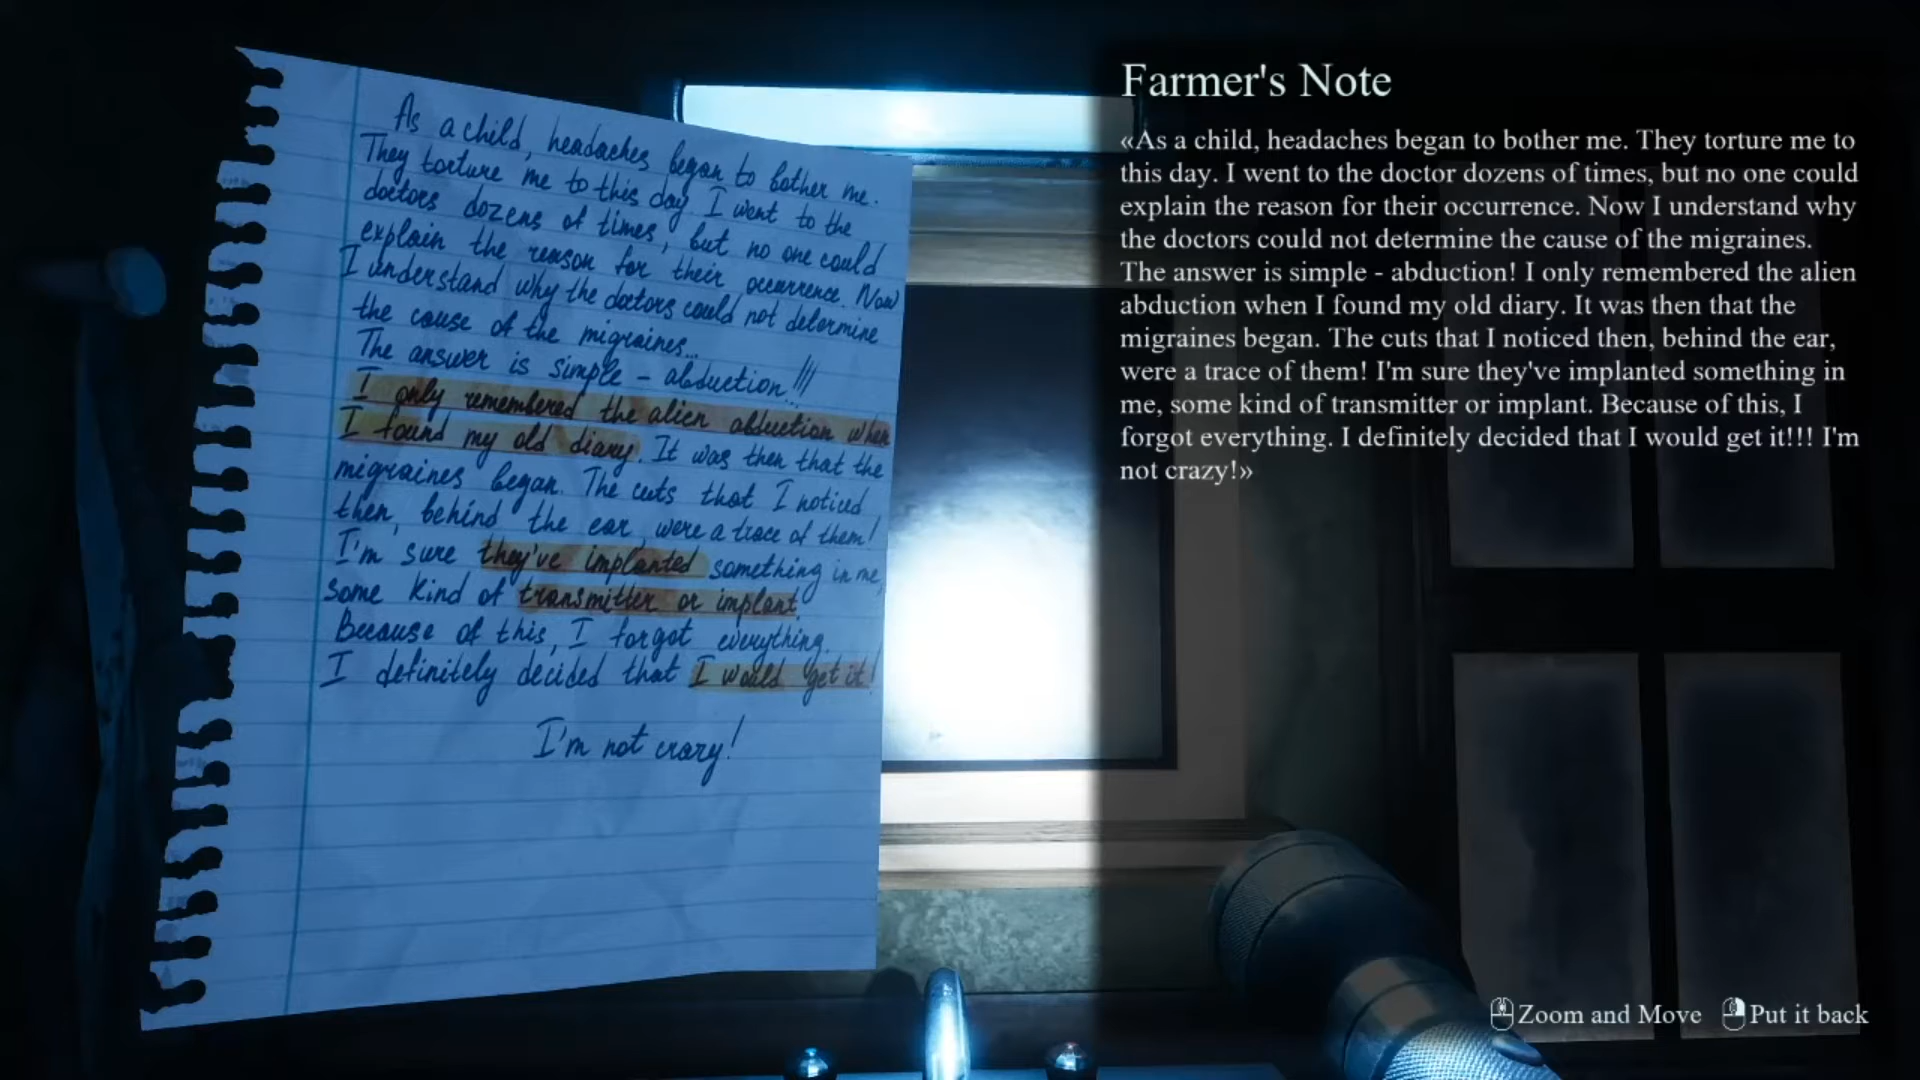 As a child, headaches began to bother me.
They torture me to this day. I went to the
doctors dozens of times, but no one could
explain the reason for their occurrence. Now
I understand why the doctors could not determine
the cause of the migraines...
The answer is simple - abduction!!!
I only remembered the alien abduction when
I found my old diary. It was then that the
migraines began. The cuts that I noticed
then, behind the ear, were a trace of them!
I'm sure they've implanted something in me,
some kind of transmitter or implant.
Because of this, I forgot everything.
I definitely decided that I would get it!
I'm not crazy!
Farmer's Note
«As a child, headaches began to bother me. They torture me to
this day. I went to the doctor dozens of times, but no one could
explain the reason for their occurrence. Now I understand why
the doctors could not determine the cause of the migraines.
The answer is simple - abduction! I only remembered the alien
abduction when I found my old diary. It was then that the
migraines began. The cuts that I noticed then, behind the ear,
were a trace of them! I'm sure they've implanted something in
me, some kind of transmitter or implant. Because of this, I
forgot everything. I definitely decided that I would get it!!! I'm
not crazy!»
Zoom and Move Put it back